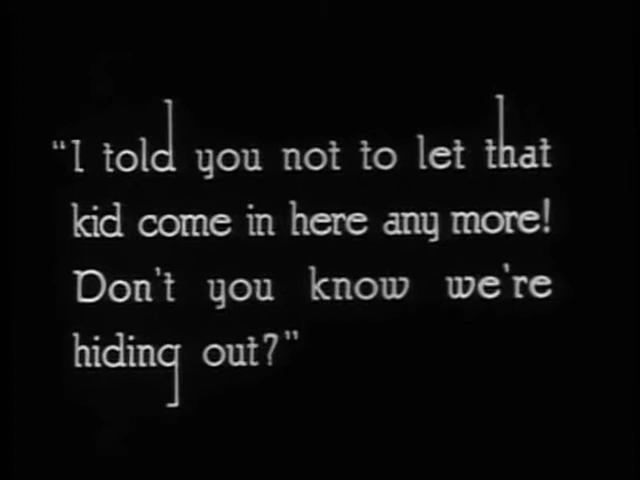 "I told you not to let that
kid come in here any more!
Don't you know we're
hiding out?"